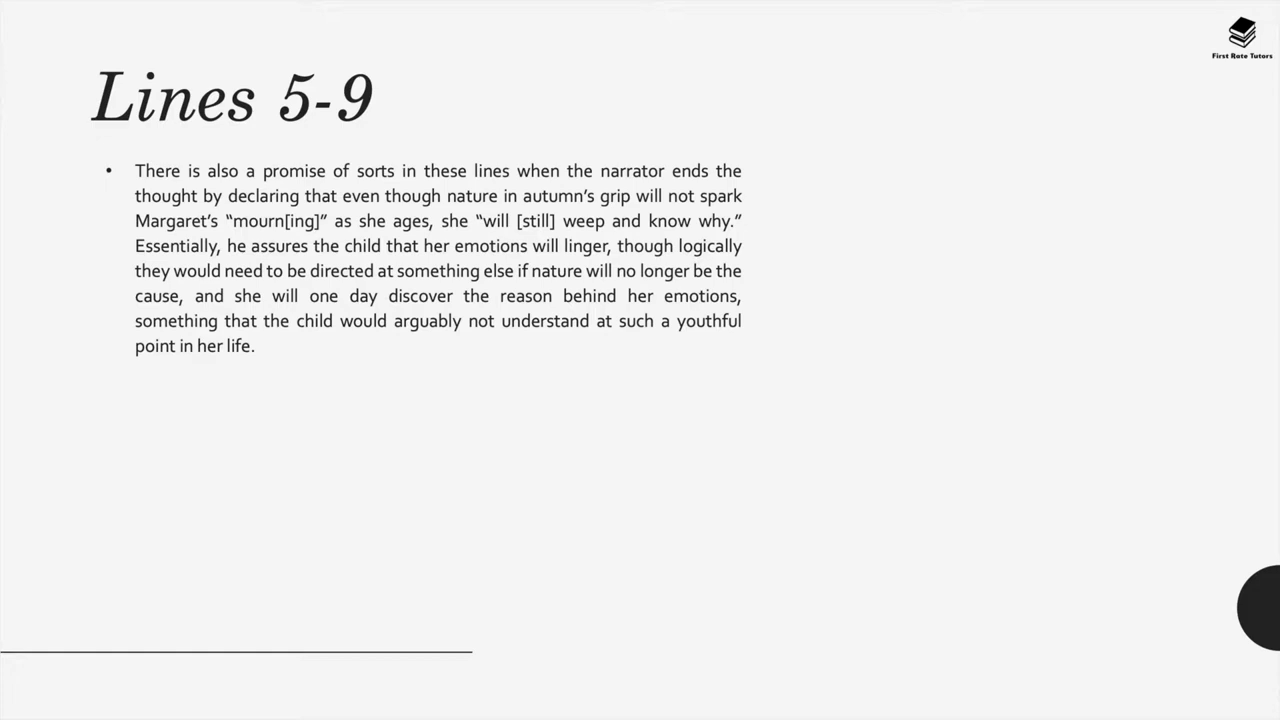 First Rate Tutors
Lines 5-9
• There is also a promise of sorts in these lines when the narrator ends the
thought by declaring that even though nature in autumn’s grip will not spark
Margaret’s “mourn[ing]” as she ages, she “will [still] weep and know why.”
Essentially, he assures the child that her emotions will linger, though logically
they would need to be directed at something else if nature will no longer be the
cause, and she will one day discover the reason behind her emotions,
something that the child would arguably not understand at such a youthful
point in her life.